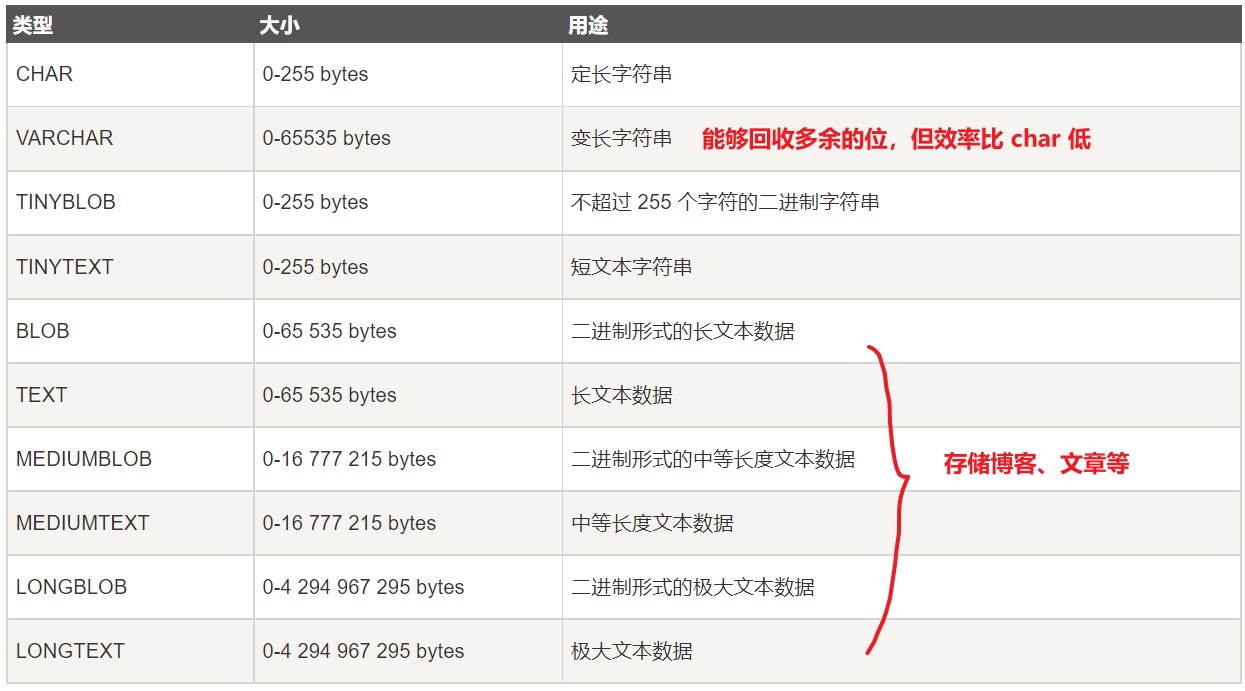 类型 大小 用途
CHAR 0-255 bytes 定长字符串
VARCHAR 0-65535 bytes 变长字符串 能够回收多余的位，但效率比 char 低
TINYBLOB 0-255 bytes 不超过 255 个字符的二进制字符串
TINYTEXT 0-255 bytes 短文本字符串
BLOB 0-65 535 bytes 二进制形式的长文本数据
TEXT 0-65 535 bytes 长文本数据
MEDIUMBLOB 0-16 777 215 bytes 二进制形式的中等长度文本数据 存储博客、文章等
MEDIUMTEXT 0-16 777 215 bytes 中等长度文本数据
LONGBLOB 0-4 294 967 295 bytes 二进制形式的极大文本数据
LONGTEXT 0-4 294 967 295 bytes 极大文本数据